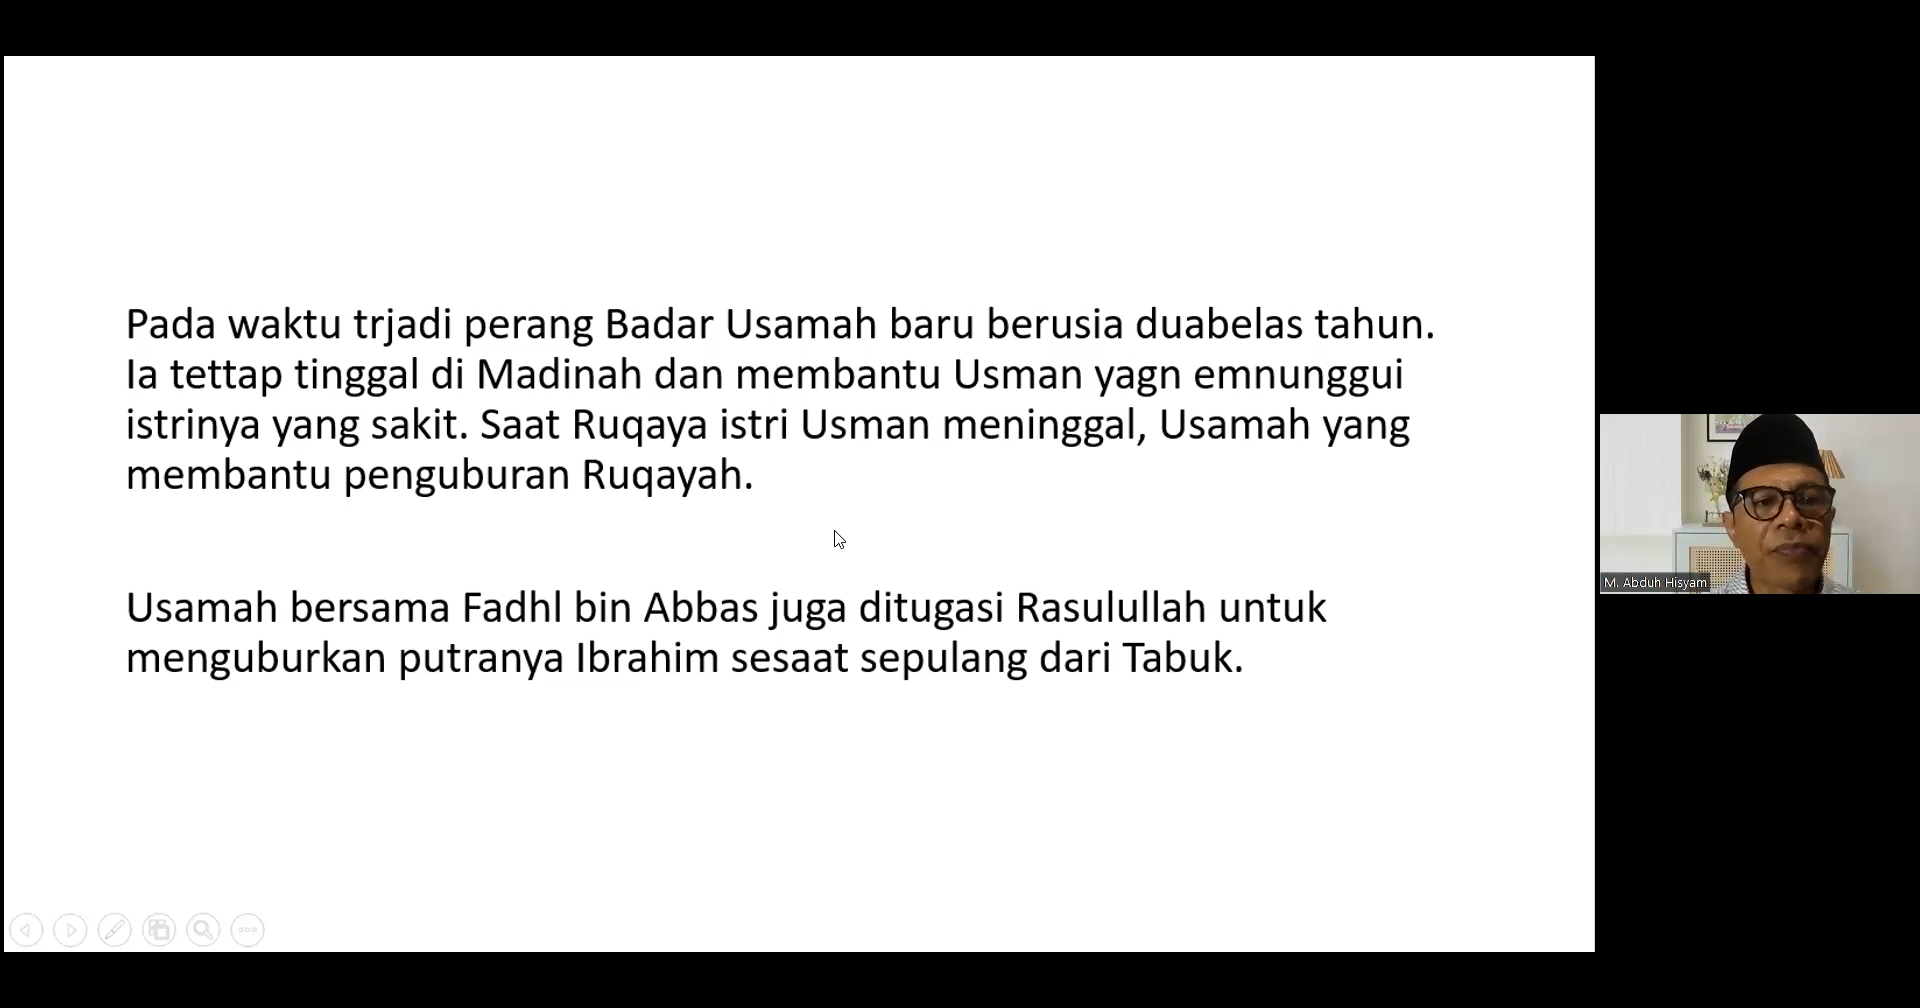 Pada waktu trjadi perang Badar Usamah baru berusia duabelas tahun.
Ia tettap tinggal di Madinah dan membantu Usman yagn emnunggui
istrinya yang sakit. Saat Ruqaya istri Usman meninggal, Usamah yang
membantu penguburan Ruqayah.
Usamah bersama Fadhl bin Abbas juga ditugasi Rasulullah untuk
menguburkan putranya Ibrahim sesaat sepulang dari Tabuk.
M. Abduh Hisyam